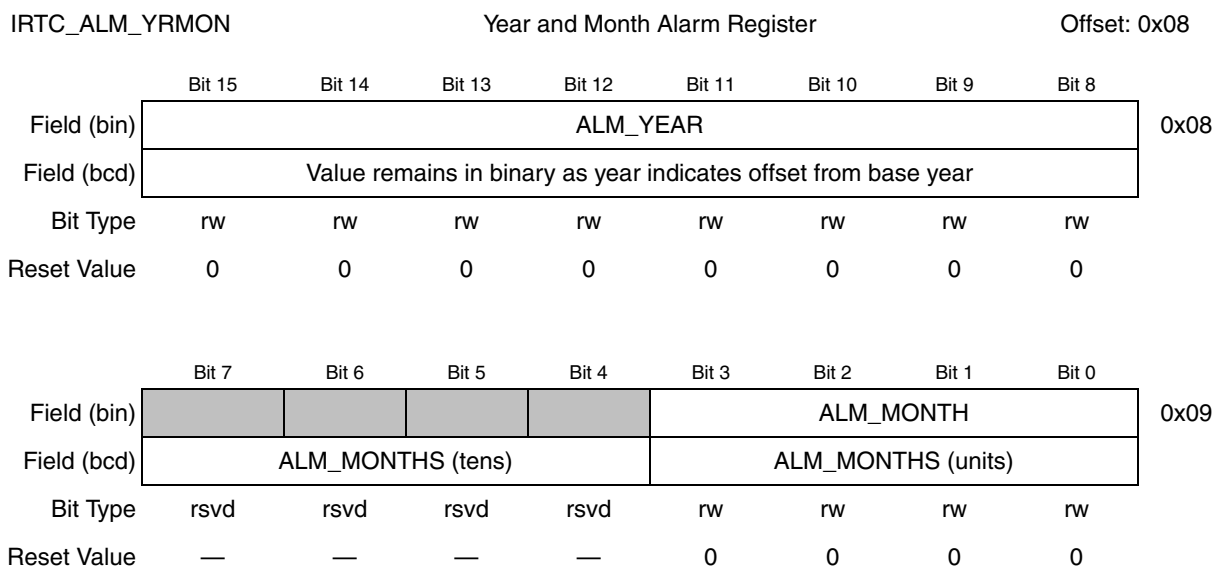 IRTC_ALM_YRMON Year and Month Alarm Register Offset: 0x08
Bit 15 Bit 14 Bit 13 Bit 12 Bit 11 Bit 10 Bit 9 Bit 8
Field (bin) ALM_YEAR 0x08
Field (bcd) Value remains in binary as year indicates offset from base year
Bit Type rw rw rw rw rw rw rw rw
Reset Value 0 0 0 0 0 0 0 0
Bit 7 Bit 6 Bit 5 Bit 4 Bit 3 Bit 2 Bit 1 Bit 0
Field (bin) ALM_MONTH 0x09
Field (bcd) ALM_MONTHS (tens) ALM_MONTHS (units)
Bit Type rsvd rsvd rsvd rsvd rw rw rw rw
Reset Value — — — — 0 0 0 0